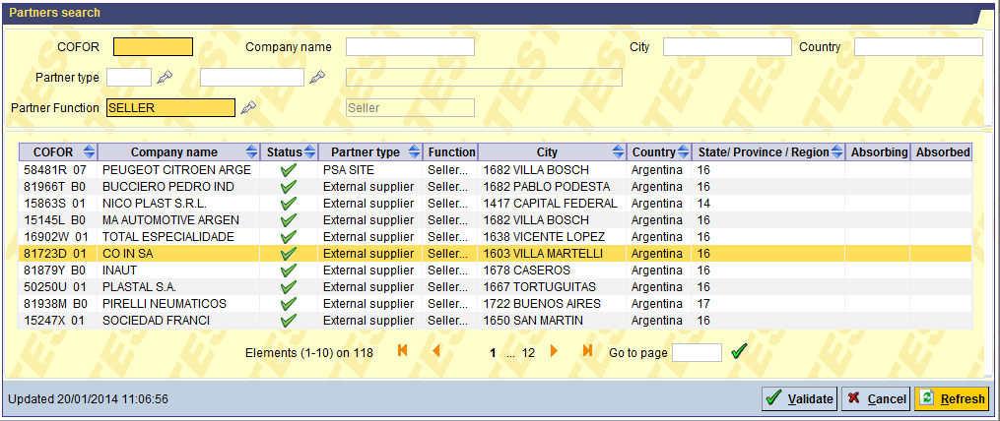 Partners search
COFOR Company name City Country
Partner type
Partner Function SELLER Seller
COFOR Company name Status Partner type Function City Country State/ Province / Region Absorbing Absorbed
58481R 07 PEUGEOT CITROEN ARGE PSA SITE Seller... 1682 VILLA BOSCH Argentina 16
81966T B0 BUCCIERO PEDRO IND External supplier Seller... 1682 PABLO PODESTA Argentina 16
15863S 01 NICO PLAST S.R.L. External supplier Seller... 1417 CAPITAL FEDERAL Argentina 14
15145L B0 MA AUTOMOTIVE ARGEN External supplier Seller... 1682 VILLA BOSCH Argentina 16
16902W 01 TOTAL ESPECIALIDADE External supplier Seller... 1638 VICENTE LOPEZ Argentina 16
81723D 01 CO IN SA External supplier Seller... 1603 VILLA MARTELLI Argentina 16
81879Y B0 INAUT External supplier Seller... 1678 CASEROS Argentina 16
50250U 01 PLASTAL S.A. External supplier Seller... 1667 TORTUGUITAS Argentina 16
81938M B0 PIRELLI NEUMATICOS External supplier Seller... 1722 BUENOS AIRES Argentina 17
15247X 01 SOCIEDAD FRANCI External supplier Seller... 1650 SAN MARTIN Argentina 16
Elements (1-10) on 118 1 ... 12 Go to page
Updated 20/01/2014 11:06:56 Validate Cancel Refresh